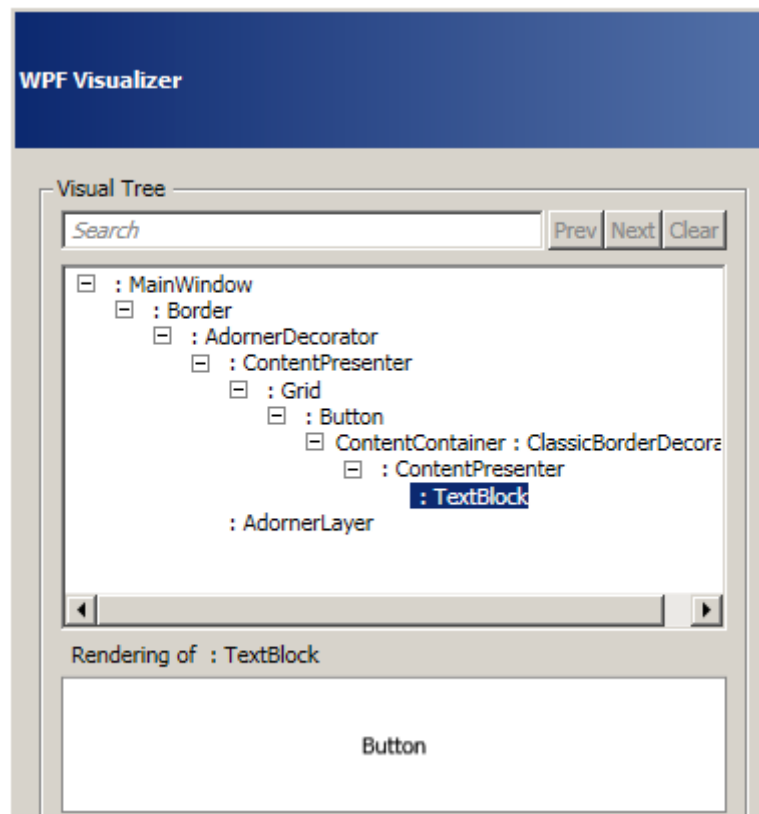 WPF Visualizer
Visual Tree
Search Prev Next Clear
: MainWindow
: Border
: AdornerDecorator
: ContentPresenter
: Grid
: Button
ContentContainer : ClassicBorderDecora
: ContentPresenter
: TextBlock
: AdornerLayer
Rendering of : TextBlock
Button